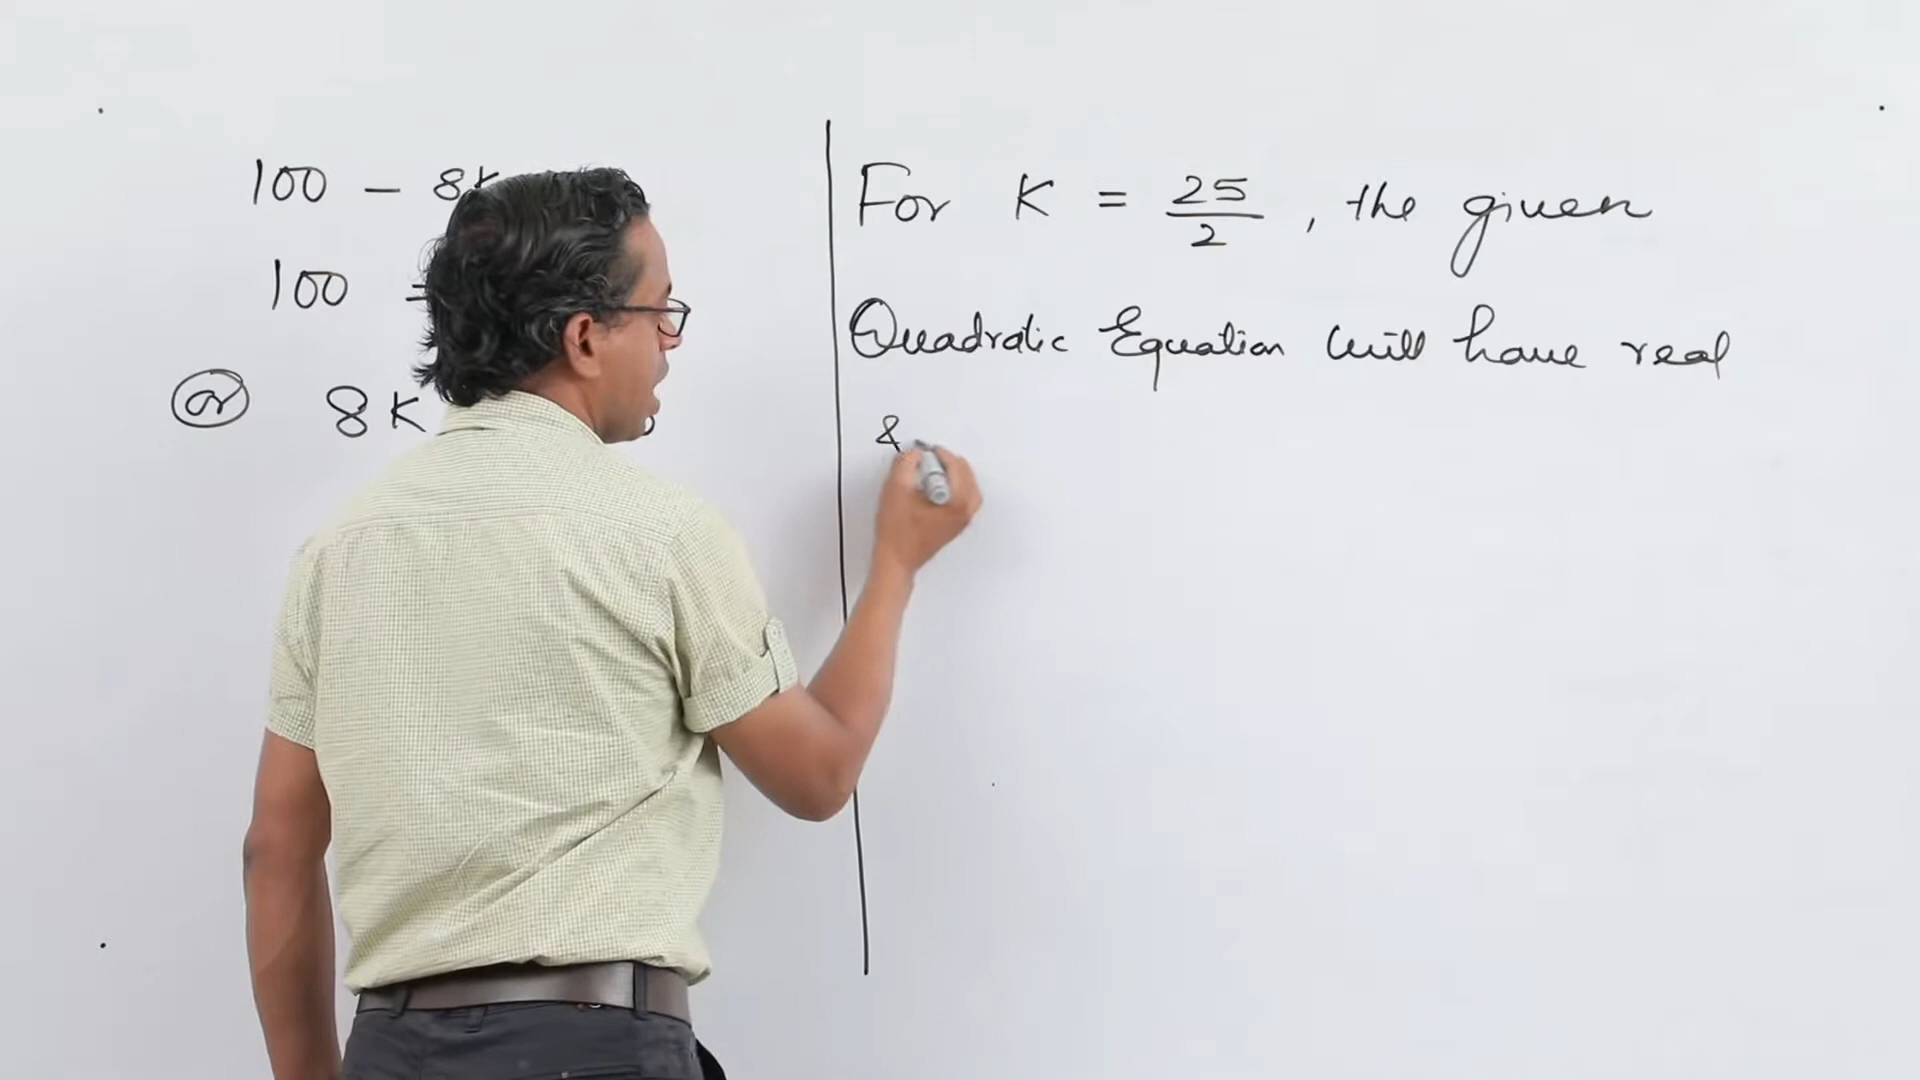 100 - 8K
100 =
or 8K
For K = 25/2, the given
Quadratic Equation will have real
&